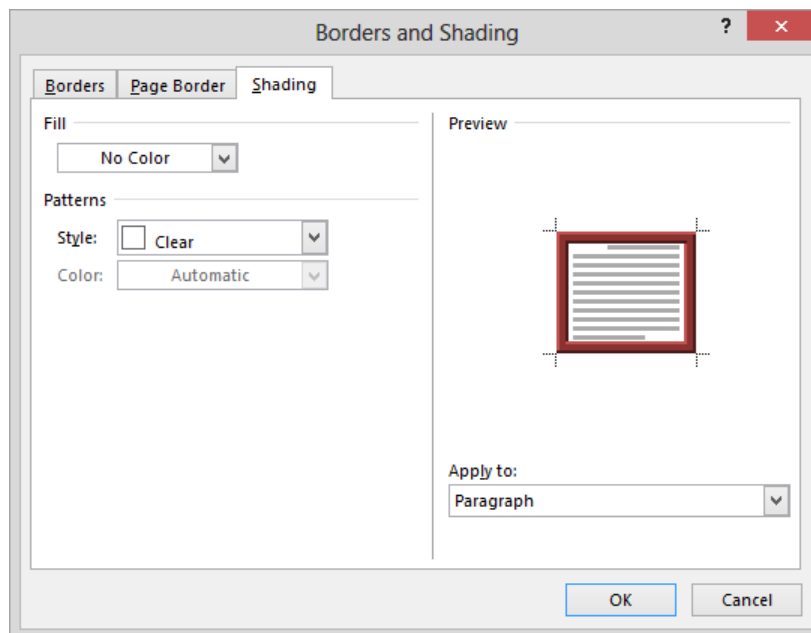 Borders and Shading
?
Borders
Page Border
Shading
Fill
No Color
Patterns
Style:
Clear
Color:
Automatic
Preview
Apply to:
Paragraph
OK
Cancel